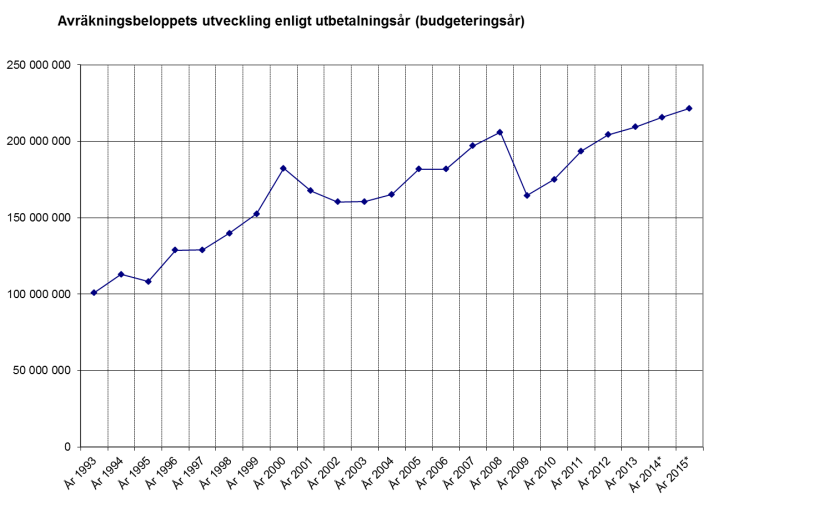 Avräkningsbeloppets utveckling enligt utbetalningsår (budgeteringsår)
250 000 000
200 000 000
150 000 000
100 000 000
50 000 000
0
År 1993
År 1994
År 1995
År 1996
År 1997
År 1998
År 1999
År 2000
År 2001
År 2002
År 2003
År 2004
År 2005
År 2006
År 2007
År 2008
År 2009
År 2010
År 2011
År 2012
År 2013
År 2014*
År 2015*